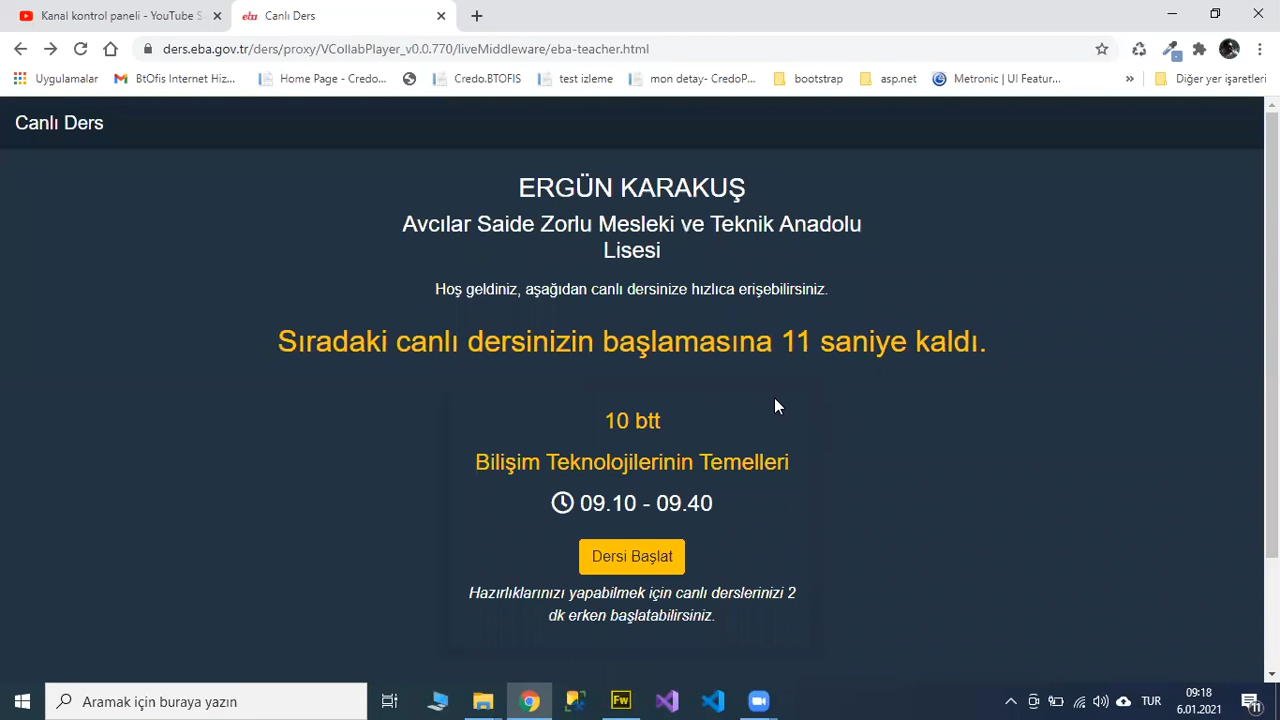 Kanal kontrol paneli - YouTube S
eba Canlı Ders
ders.eba.gov.tr/ders/proxy/VCollabPlayer_v0.0.770/liveMiddleware/eba-teacher.html
Uygulamalar BtOfis Internet Hiz... Home Page - Credo... Credo.BTOFIS test izleme mon detay- CredoP... bootstrap asp.net Metronic | UI Featur... » Diğer yer işaretleri
Canlı Ders
ERGÜN KARAKUŞ
Avcılar Saide Zorlu Mesleki ve Teknik Anadolu
Lisesi
Hoş geldiniz, aşağıdan canlı dersinize hızlıca erişebilirsiniz.
Sıradaki canlı dersinizin başlamasına 11 saniye kaldı.
10 btt
Bilişim Teknolojilerinin Temelleri
09.10 - 09.40
Dersi Başlat
Hazırlıklarınızı yapabilmek için canlı derslerinizi 2
dk erken başlatabilirsiniz.
Aramak için buraya yazın
Fw
TUR
09:18
6.01.2021
11